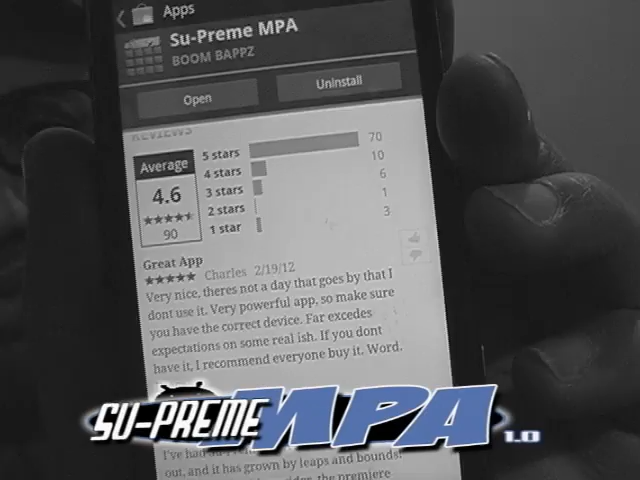 Apps
Su-Preme MPA
BOOM BAPPZ
Open
Uninstall
REVIEWS
Average
4.6
90
5 stars 70
4 stars 10
3 stars 6
2 stars 1
1 star 3
Great App
Charles 2/19/12
Very nice, theres not a day that goes by that I
dont use it. Very powerful app, so make sure
you have the correct device. Far excedes
expectations on some real ish. If you dont
have it, I recommend everyone buy it. Word.
SU-PREME MPA 1.0
I've had
out, and it has grown by leaps and bounds!
the premiere